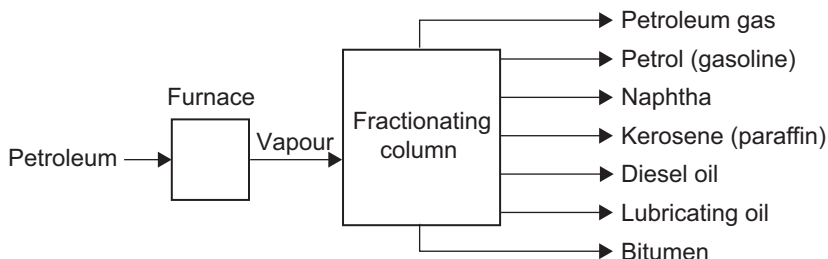 Petroleum gas
Petrol (gasoline)
Furnace
Naphtha
Petroleum
Vapour
Fractionating
column
Kerosene (paraffin)
Diesel oil
Lubricating oil
Bitumen